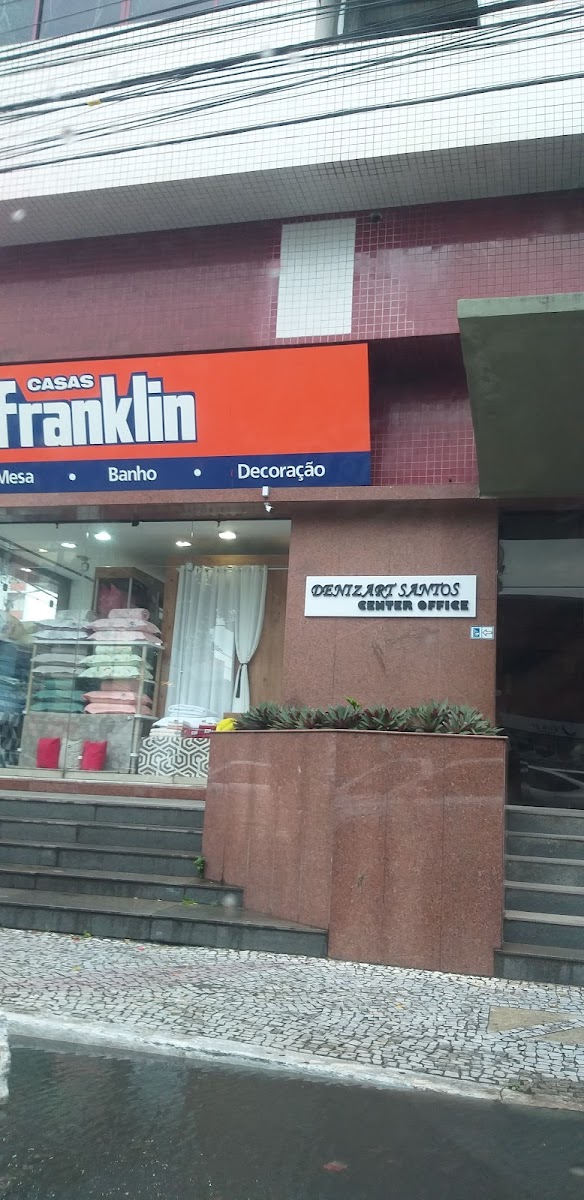 CASAS
Franklin
Mesa • Banho • Decoração
DENIZART SANTOS
CENTER OFFICE